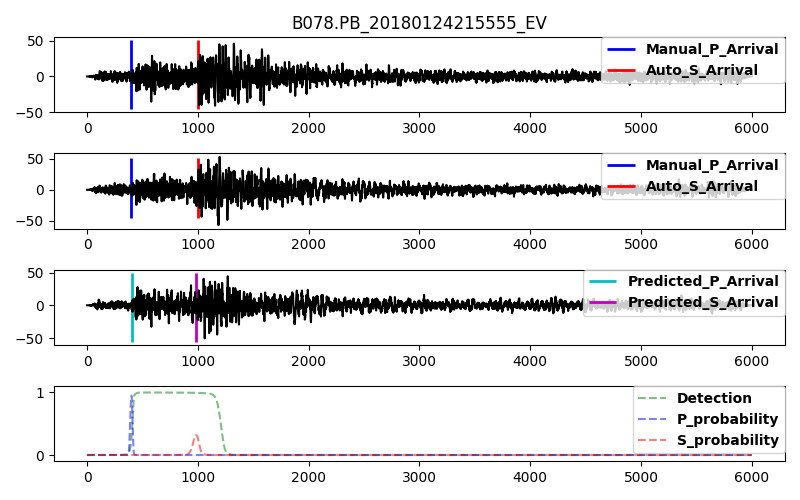 B078.PB_20180124215555_EV
50
0
−50
Manual_P_Arrival
Auto_S_Arrival
0 1000 2000 3000 4000 5000 6000
50
0
−50
Manual_P_Arrival
Auto_S_Arrival
0 1000 2000 3000 4000 5000 6000
50
0
−50
Predicted_P_Arrival
Predicted_S_Arrival
0 1000 2000 3000 4000 5000 6000
1
0
Detection
P_probability
S_probability
0 1000 2000 3000 4000 5000 6000